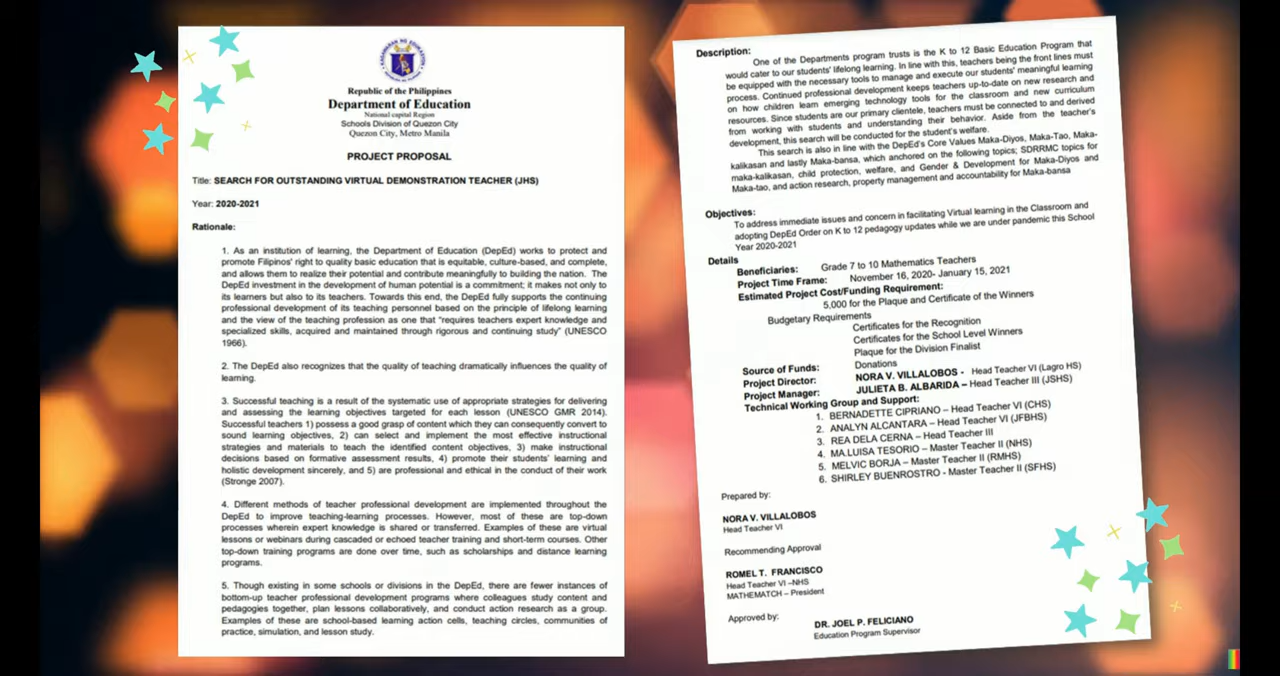 Republic of the Philippines
Department of Education
National capital Region
Schools Division of Quezon City
Quezon City, Metro Manila
PROJECT PROPOSAL
Title: SEARCH FOR OUTSTANDING VIRTUAL DEMONSTRATION TEACHER (JHS)
Year: 2020-2021
Rationale:
1. As an institution of learning, the Department of Education (DepEd) works to protect and
promote Filipinos' right to quality basic education that is equitable, culture-based, and complete,
and allows them to realize their potential and contribute meaningfully to building the nation. The
DepEd investment in the development of human potential is a commitment; it makes not only to
its learners but also to its teachers. Towards this end, the DepEd fully supports the continuing
professional development of its teaching personnel based on the principle of lifelong learning
and the view of the teaching profession as one that "requires teachers expert knowledge and
specialized skills, acquired and maintained through rigorous and continuing study" (UNESCO
1966).
2. The DepEd also recognizes that the quality of teaching dramatically influences the quality of
learning.
3. Successful teaching is a result of the systematic use of appropriate strategies for delivering
and assessing the learning objectives targeted for each lesson (UNESCO GMR 2014).
Successful teachers 1) possess a good grasp of content which they can consequently convert to
sound learning objectives, 2) can select and implement the most effective instructional
strategies and materials to teach the identified content objectives, 3) make instructional
decisions based on formative assessment results, 4) promote their students' learning and
holistic development sincerely, and 5) are professional and ethical in the conduct of their work
(Stronge 2007).
4. Different methods of teacher professional development are implemented throughout the
DepEd to improve teaching-learning processes. However, most of these are top-down
processes wherein expert knowledge is shared or transferred. Examples of these are virtual
lessons or webinars during cascaded or echoed teacher training and short-term courses. Other
top-down training programs are done over time, such as scholarships and distance learning
programs.
5. Though existing in some schools or divisions in the DepEd, there are fewer instances of
bottom-up teacher professional development programs where colleagues study content and
pedagogies together, plan lessons collaboratively, and conduct action research as a group.
Examples of these are school-based learning action cells, teaching circles, communities of
practice, simulation, and lesson study.
Description:
One of the Departments program trusts is the K to 12 Basic Education Program that
would cater to our students' lifelong learning. In line with this, teachers being the front lines must
be equipped with the necessary tools to manage and execute our students' meaningful learning
process. Continued professional development keeps teachers up-to-date on new research and
on how children learn emerging technology tools for the classroom and new curriculum
resources. Since students are our primary clientele, teachers must be connected to and derived
from working with students and understanding their behavior. Aside from the teacher's
development, this search will be conducted for the student's welfare.
This search is also in line with the DepEd's Core Values Maka-Diyos, Maka-Tao, Maka-
kalikasan and lastly Maka-bansa, which anchored on the following topics; SDRRMC topics for
maka-kalikasan, child protection, welfare, and Gender & Development for Maka-Diyos and
Maka-tao, and action research, property management and accountability for Maka-bansa
Objectives:
To address immediate issues and concern in facilitating Virtual learning in the Classroom and
adopting DepEd Order on K to 12 pedagogy updates while we are under pandemic this School
Year 2020-2021
Details
Beneficiaries: Grade 7 to 10 Mathematics Teachers
Project Time Frame: November 16, 2020- January 15, 2021
Estimated Project Cost/Funding Requirement:
5,000 for the Plaque and Certificate of the Winners
Budgetary Requirements
Certificates for the Recognition
Certificates for the School Level Winners
Plaque for the Division Finalist
Source of Funds: Donations
Project Director: NORA V. VILLALOBOS - Head Teacher VI (Lagro HS)
Project Manager: JULIETA B. ALBARIDA – Head Teacher III (JSHS)
Technical Working Group and Support:
1. BERNADETTE CIPRIANO – Head Teacher VI (CHS)
2. ANALYN ALCANTARA – Head Teacher VI (JFBHS)
3. REA DELA CERNA – Head Teacher III
4. MA.LUISA TESORIO – Master Teacher II (NHS)
5. MELVIC BORJA – Master Teacher II (RMHS)
6. SHIRLEY BUENROSTRO - Master Teacher II (SFHS)
Prepared by:
NORA V. VILLALOBOS
Head Teacher VI
Recommending Approval
ROMEL T. FRANCISCO
Head Teacher VI –NHS
MATHEMATCH – President
Approved by:
DR. JOEL P. FELICIANO
Education Program Supervisor